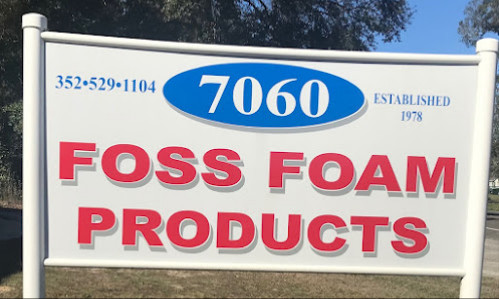 352•529•1104
7060
ESTABLISHED
1978
FOSS FOAM
PRODUCTS